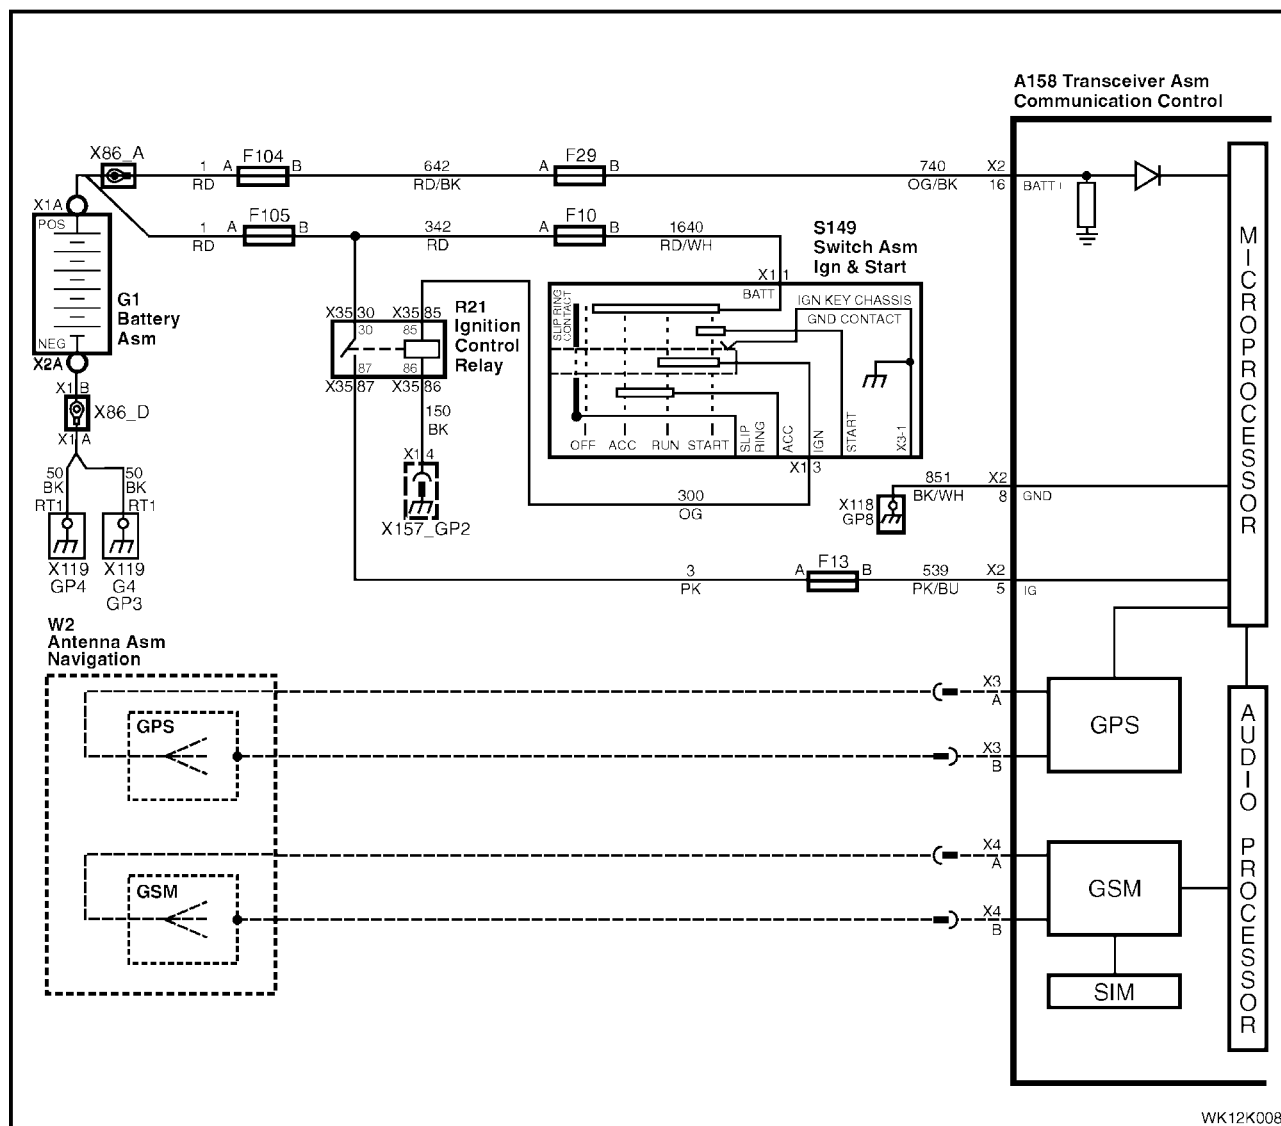 A158 Transceiver Asm
Communication Control
X86_A
1
RD
A
F104
B
642
RD/BK
A
F29
B
740
OG/BK
X2
16
BATT+
X1A
POS
G1
Battery
Asm
NEG
X2A
X1 B
X86_D
X1 A
50
BK
RT1
50
BK
RT1
X119
GP4
X119
G4
GP3
1
RD
A
F105
B
342
RD
A
F10
B
1640
RD/WH
S149
Switch Asm
Ign & Start
X1 1
BATT
IGN KEY CHASSIS
GND CONTACT
SLIP RING
CONTACT
OFF
ACC
RUN
START
SLIP
RING
ACC
IGN
START
X3-1
X1 3
X35 30
X35 85
30
85
87
86
X35 87
X35 86
R21
Ignition
Control
Relay
150
BK
X1 4
X157_GP2
300
OG
X118
GP8
851
BK/WH
X2
8
GND
3
PK
A
F13
B
539
PK/BU
X2
5
IG
MICROPROCESSOR
W2
Antenna Asm
Navigation
GPS
X3
A
X3
B
GPS
GSM
X4
A
X4
B
GSM
SIM
AUDIO PROCESSOR
WK12K008